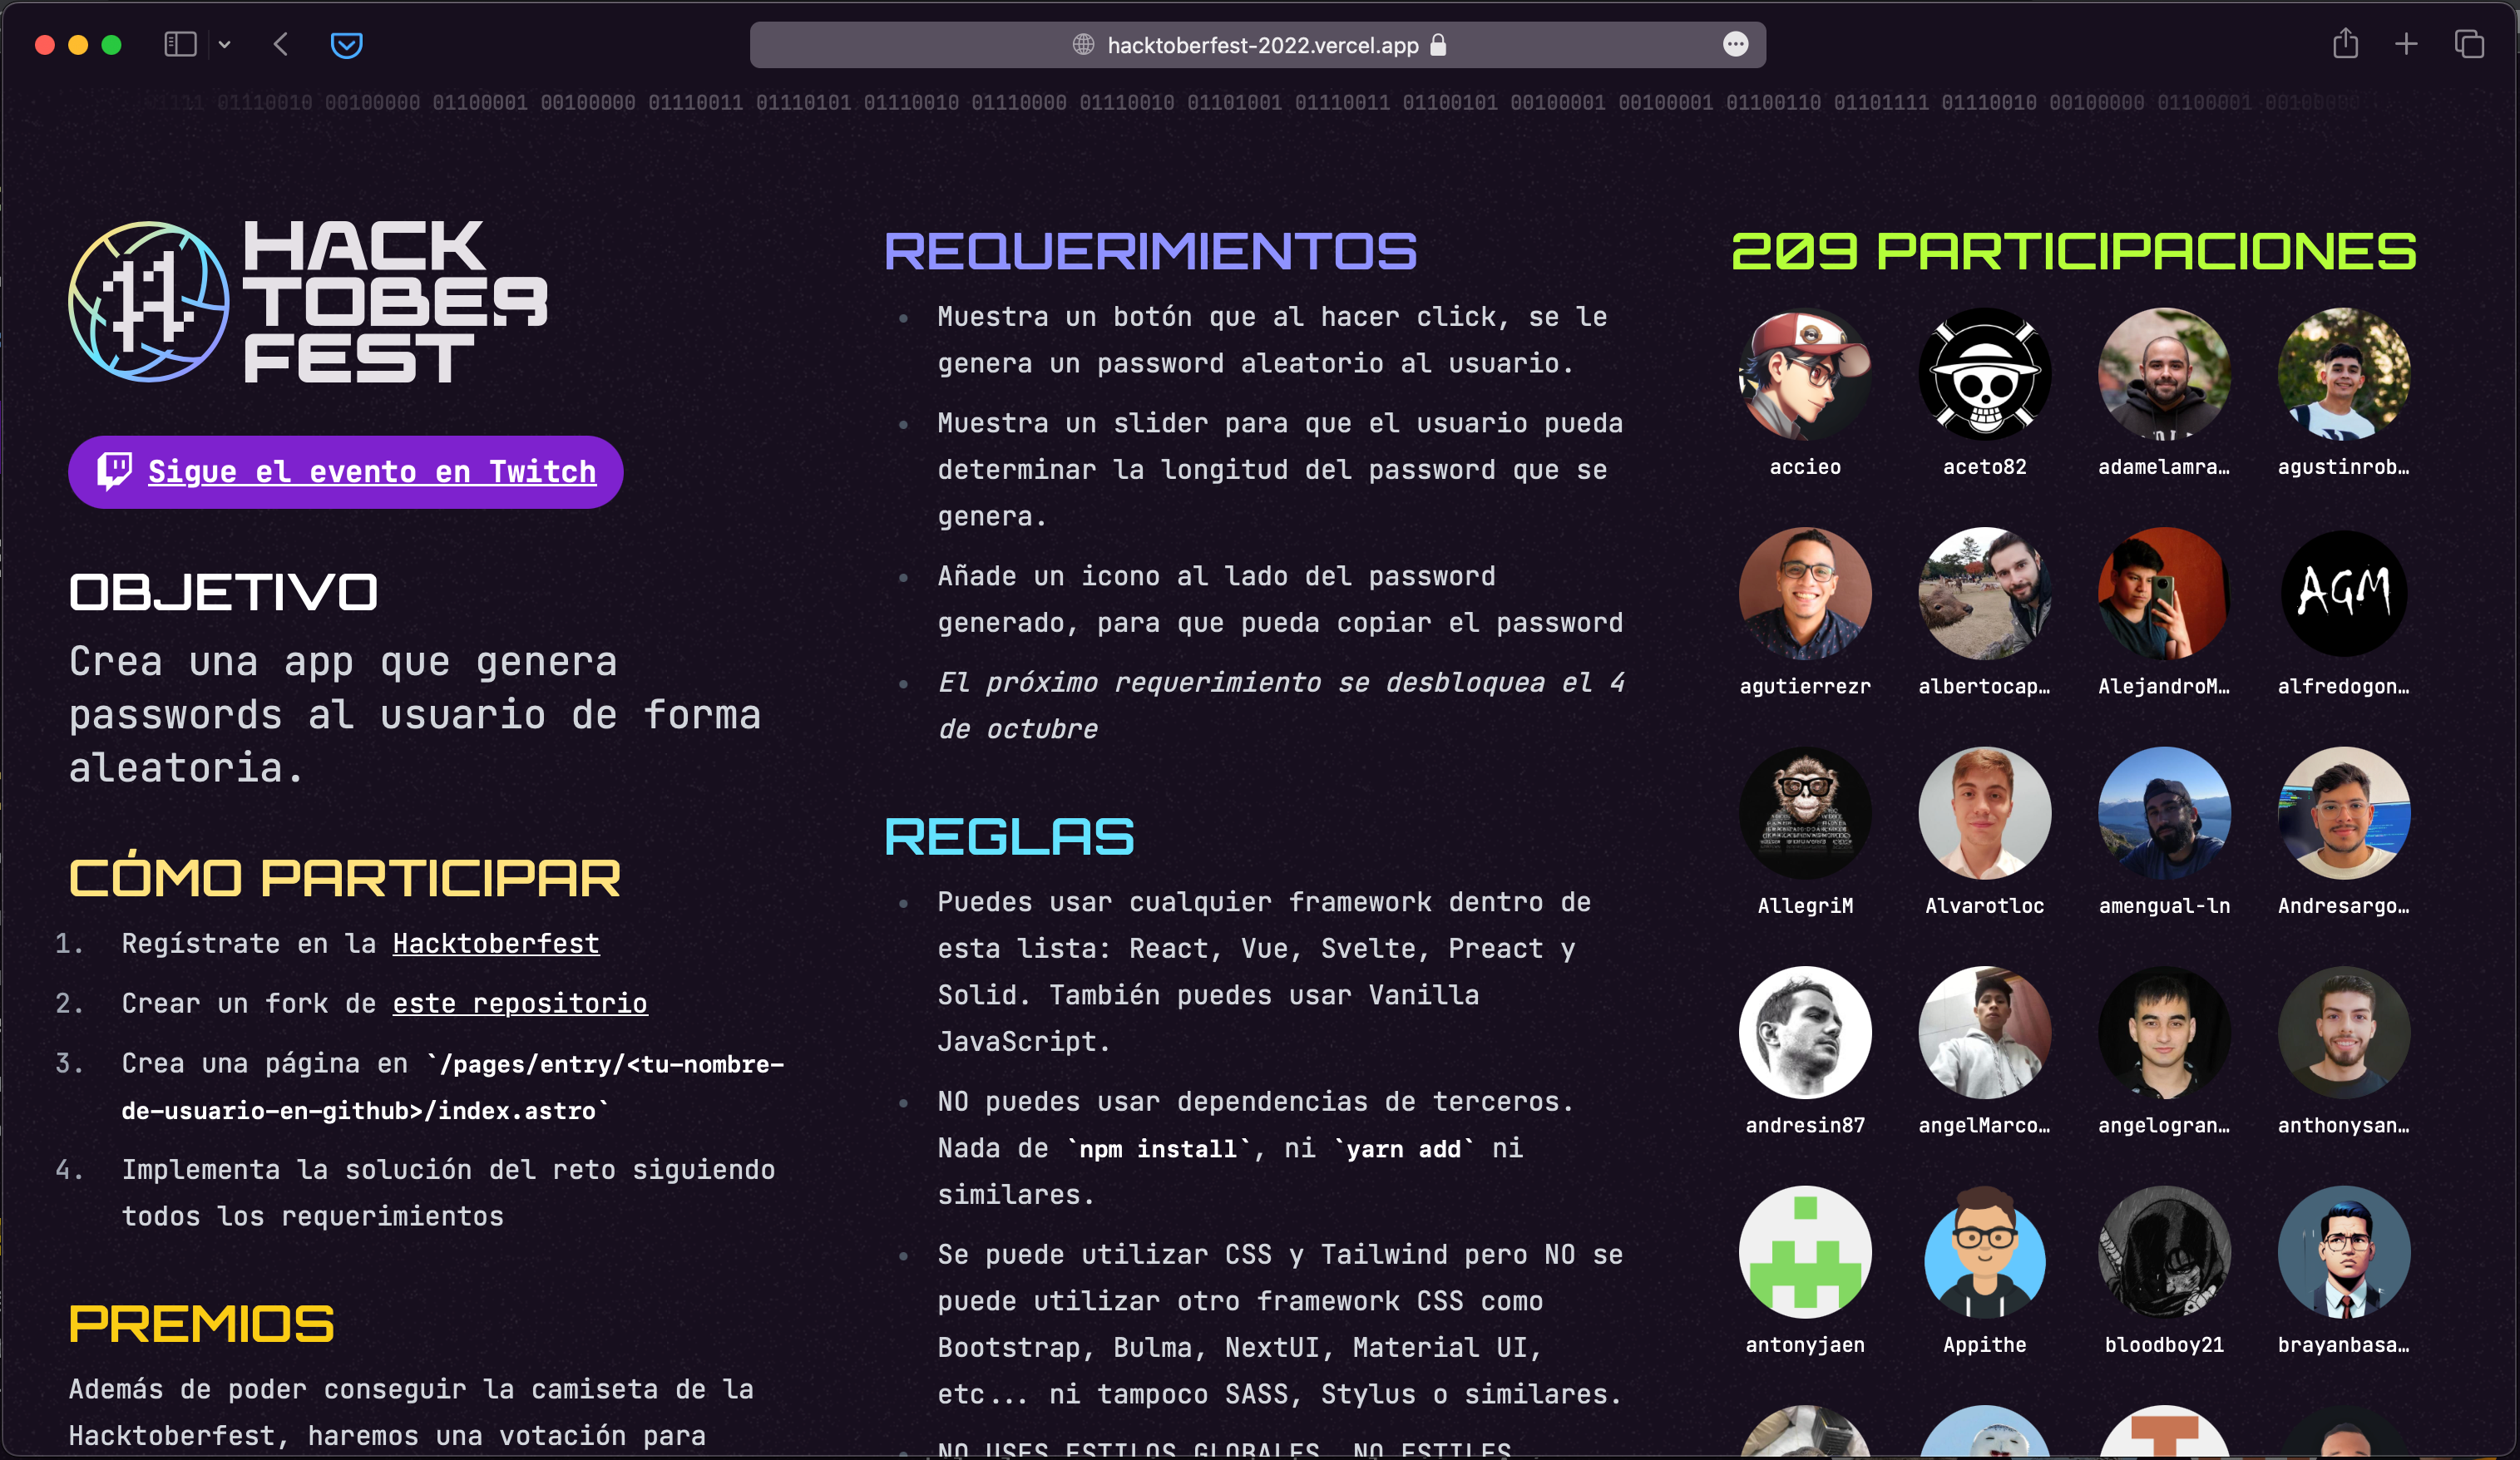 hacktoberfest-2022.vercel.app
01110010 00100000 01100001 00100000 01110011 01110101 01110010 01110000 01110010 01101001 01110011 01100101 00100001 00100001 01100110 01101111 01110010 00100000 01100001
HACK
TOBER
FEST
Sigue el evento en Twitch
OBJETIVO
Crea una app que genera
passwords al usuario de forma
aleatoria.
CÓMO PARTICIPAR
1. Regístrate en la Hacktoberfest
2. Crear un fork de este repositorio
3. Crea una página en `/pages/entry/<tu-nombre-
de-usuario-en-github>/index.astro`
4. Implementa la solución del reto siguiendo
todos los requerimientos
PREMIOS
Además de poder conseguir la camiseta de la
Hacktoberfest, haremos una votación para
REQUERIMIENTOS
Muestra un botón que al hacer click, se le
genera un password aleatorio al usuario.
Muestra un slider para que el usuario pueda
determinar la longitud del password que se
genera.
Añade un icono al lado del password
generado, para que pueda copiar el password
El próximo requerimiento se desbloquea el 4
de octubre
REGLAS
Puedes usar cualquier framework dentro de
esta lista: React, Vue, Svelte, Preact y
Solid. También puedes usar Vanilla
JavaScript.
NO puedes usar dependencias de terceros.
Nada de `npm install`, ni `yarn add` ni
similares.
Se puede utilizar CSS y Tailwind pero NO se
puede utilizar otro framework CSS como
Bootstrap, Bulma, NextUI, Material UI,
etc... ni tampoco SASS, Stylus o similares.
NO USES ESTILOS GLOBALES. NO ESTILES
209 PARTICIPACIONES
accieo aceto82 adamelamra… agustinrob…
AGM
agutierrezr albertocap… AlejandroM… alfredogon…
AllegriM Alvarotloc amengual-ln Andresargo…
andresin87 angelMarco… angelogran… anthonysan…
antonyjaen Appithe bloodboy21 brayanbasa…